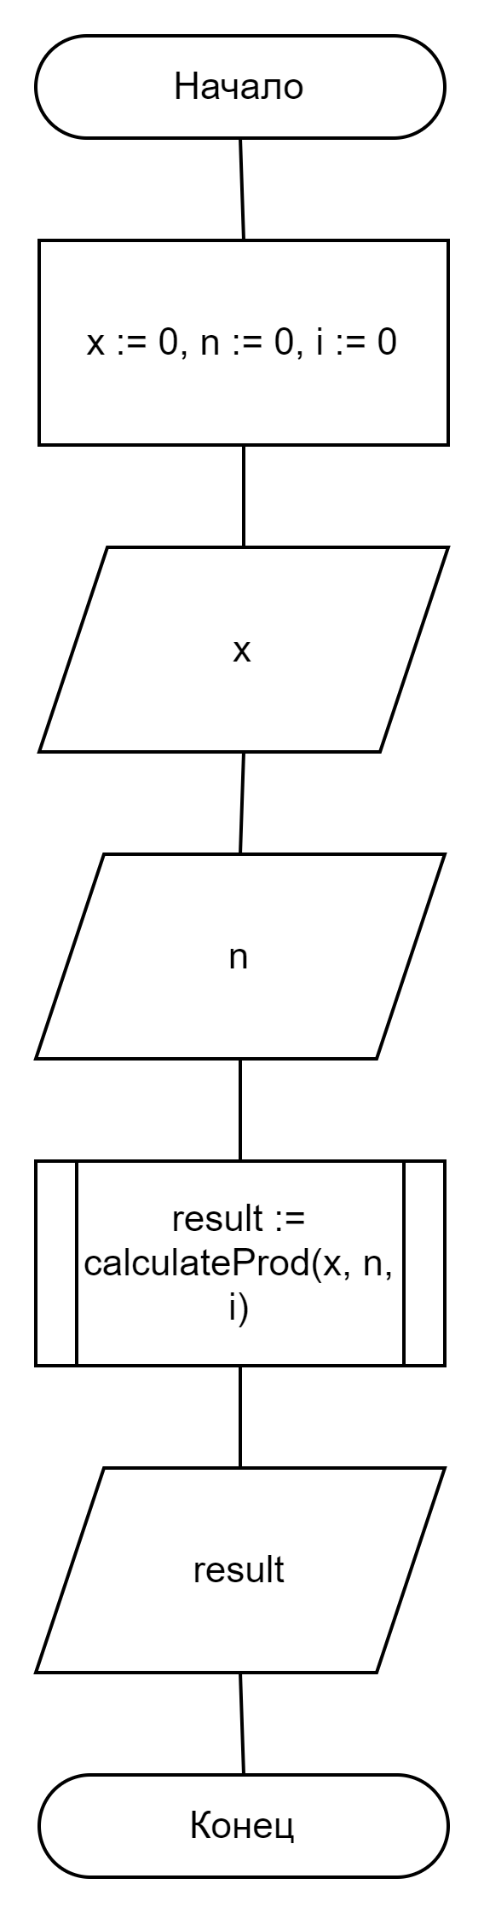 Начало
x := 0, n := 0, i := 0
x
n
result :=
calculateProd(x, n,
i)
result
Конец